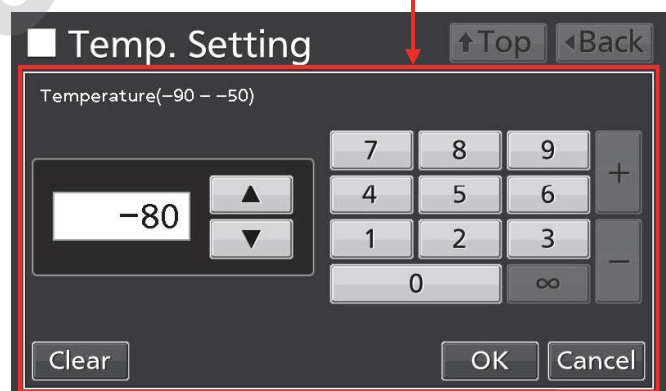 Temp. Setting
↑Top
◂Back
Temperature(−90 – −50)
−80
▲
▼
7 8 9 +
4 5 6
1 2 3 −
0 ∞
Clear
OK
Cancel